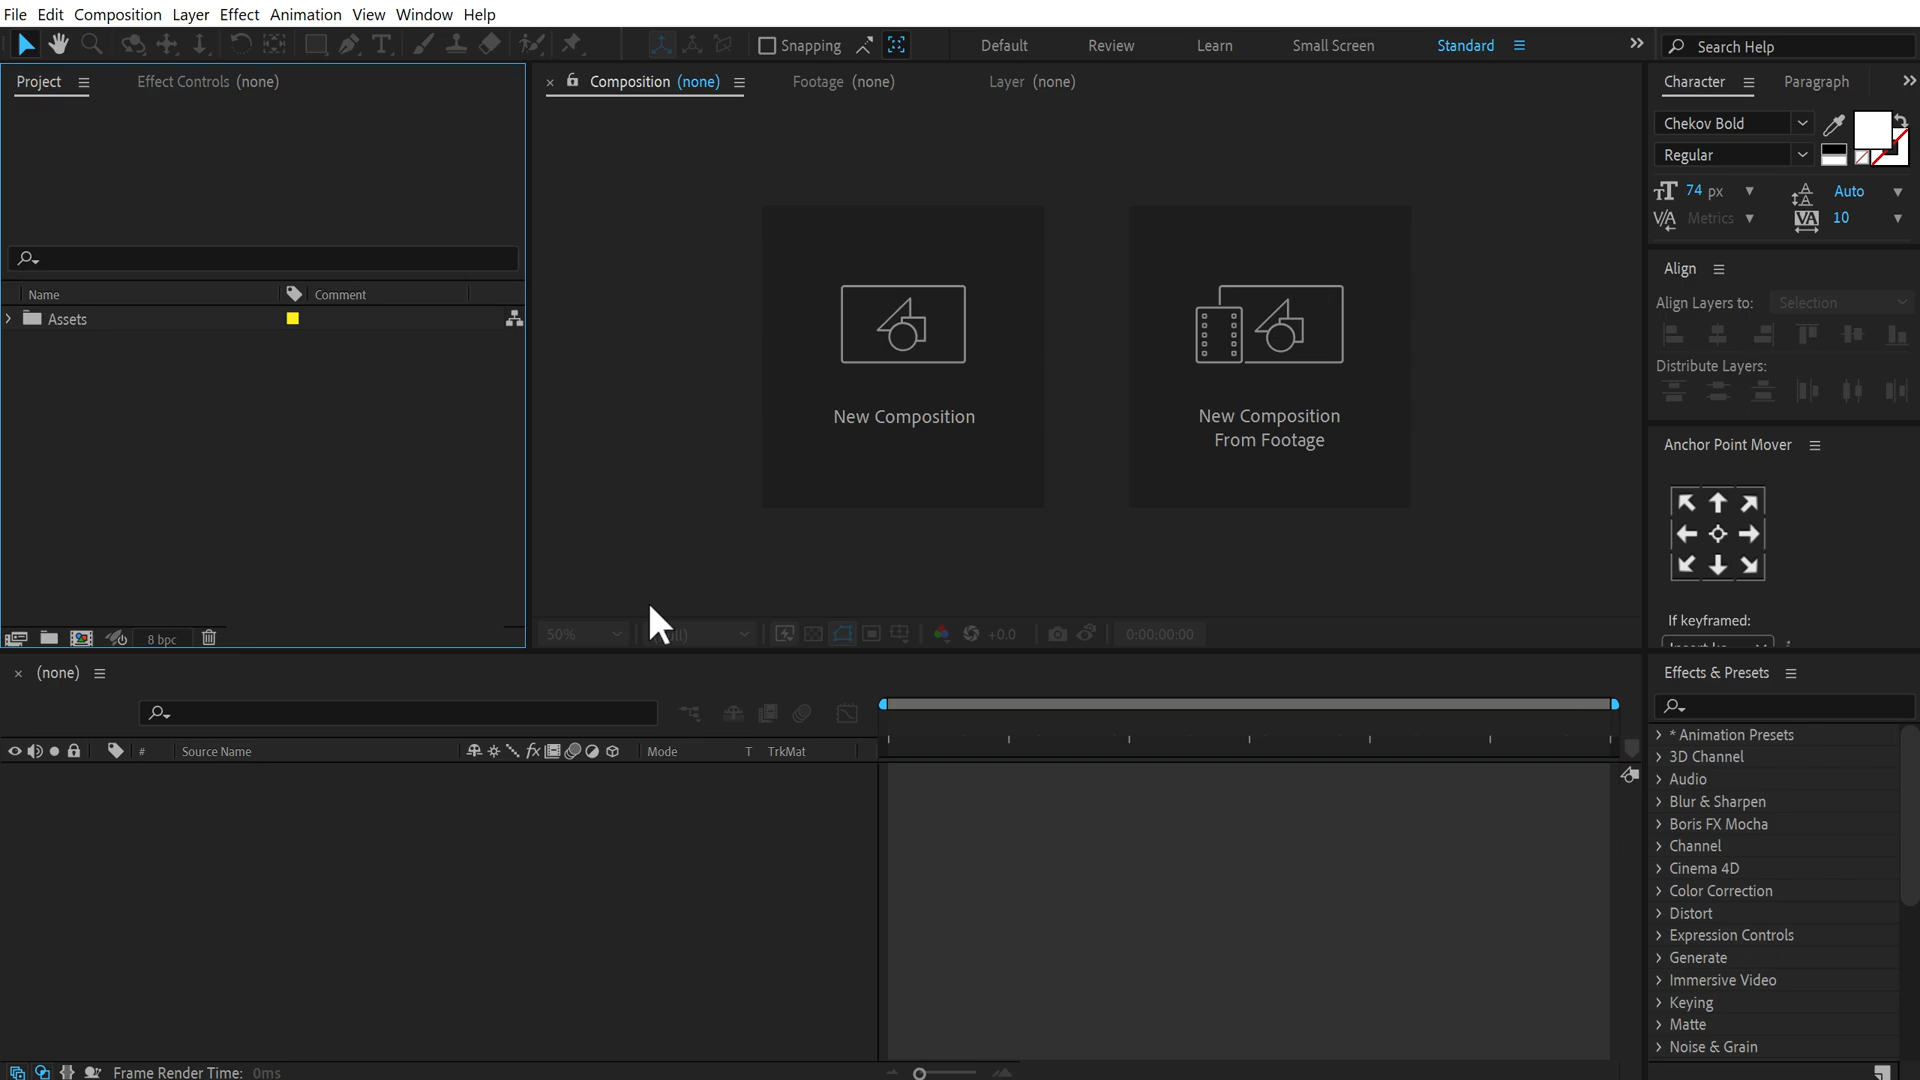 File Edit Composition Layer Effect Animation View Window Help
Snapping
Default Review Learn Small Screen Standard
Search Help
Project Effect Controls (none)
Composition (none) Footage (none) Layer (none)
Character Paragraph
Chekov Bold
Regular
74 px Auto
Metrics 10
Name Comment
Assets
New Composition
New Composition
From Footage
Align
Align Layers to: Selection
Distribute Layers:
Anchor Point Mover
If keyframed:
8 bpc
50% +0.0 0:00:00:00
(none)
Effects & Presets
# Source Name Mode T TrkMat
* Animation Presets
3D Channel
Audio
Blur & Sharpen
Boris FX Mocha
Channel
Cinema 4D
Color Correction
Distort
Expression Controls
Generate
Immersive Video
Keying
Matte
Noise & Grain
Frame Render Time: 0ms